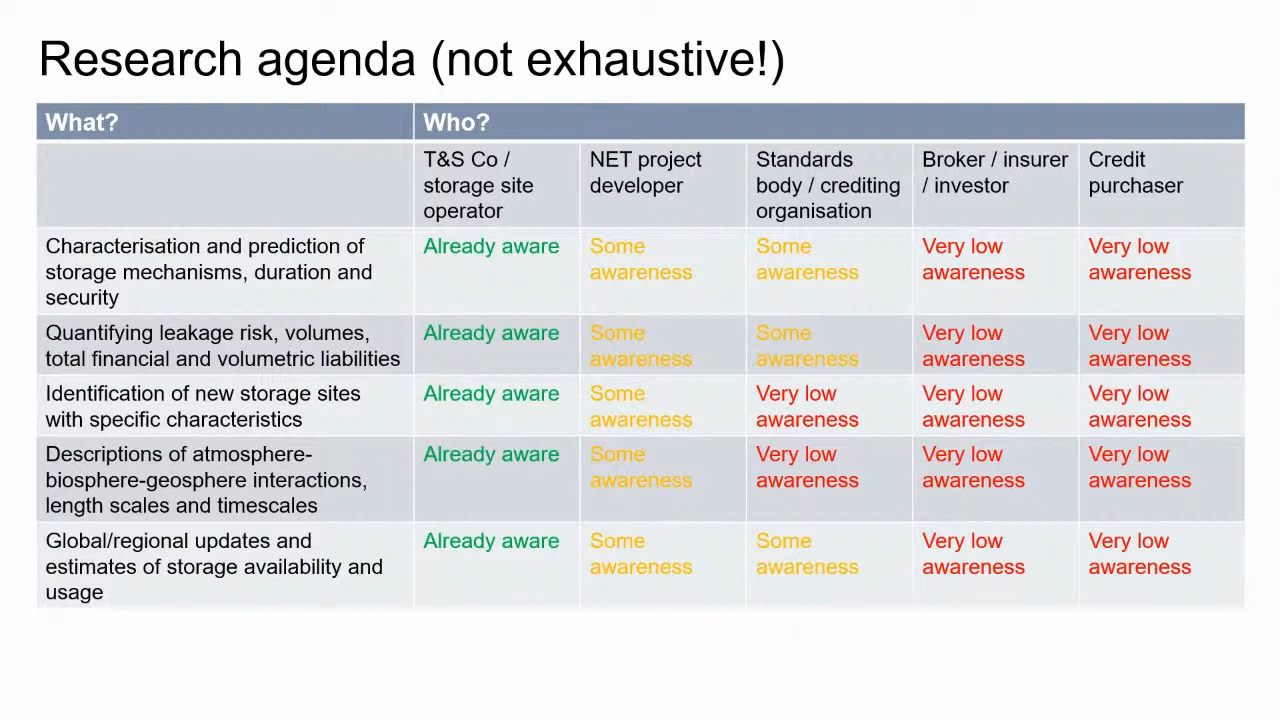 Research agenda (not exhaustive!)
What?
Who?
T&S Co /
storage site
operator
NET project
developer
Standards
body / crediting
organisation
Broker / insurer
/ investor
Credit
purchaser
Characterisation and prediction of
storage mechanisms, duration and
security
Already aware
Some
awareness
Some
awareness
Very low
awareness
Very low
awareness
Quantifying leakage risk, volumes,
total financial and volumetric liabilities
Already aware
Some
awareness
Some
awareness
Very low
awareness
Very low
awareness
Identification of new storage sites
with specific characteristics
Already aware
Some
awareness
Very low
awareness
Very low
awareness
Very low
awareness
Descriptions of atmosphere-
biosphere-geosphere interactions,
length scales and timescales
Already aware
Some
awareness
Very low
awareness
Very low
awareness
Very low
awareness
Global/regional updates and
estimates of storage availability and
usage
Already aware
Some
awareness
Some
awareness
Very low
awareness
Very low
awareness